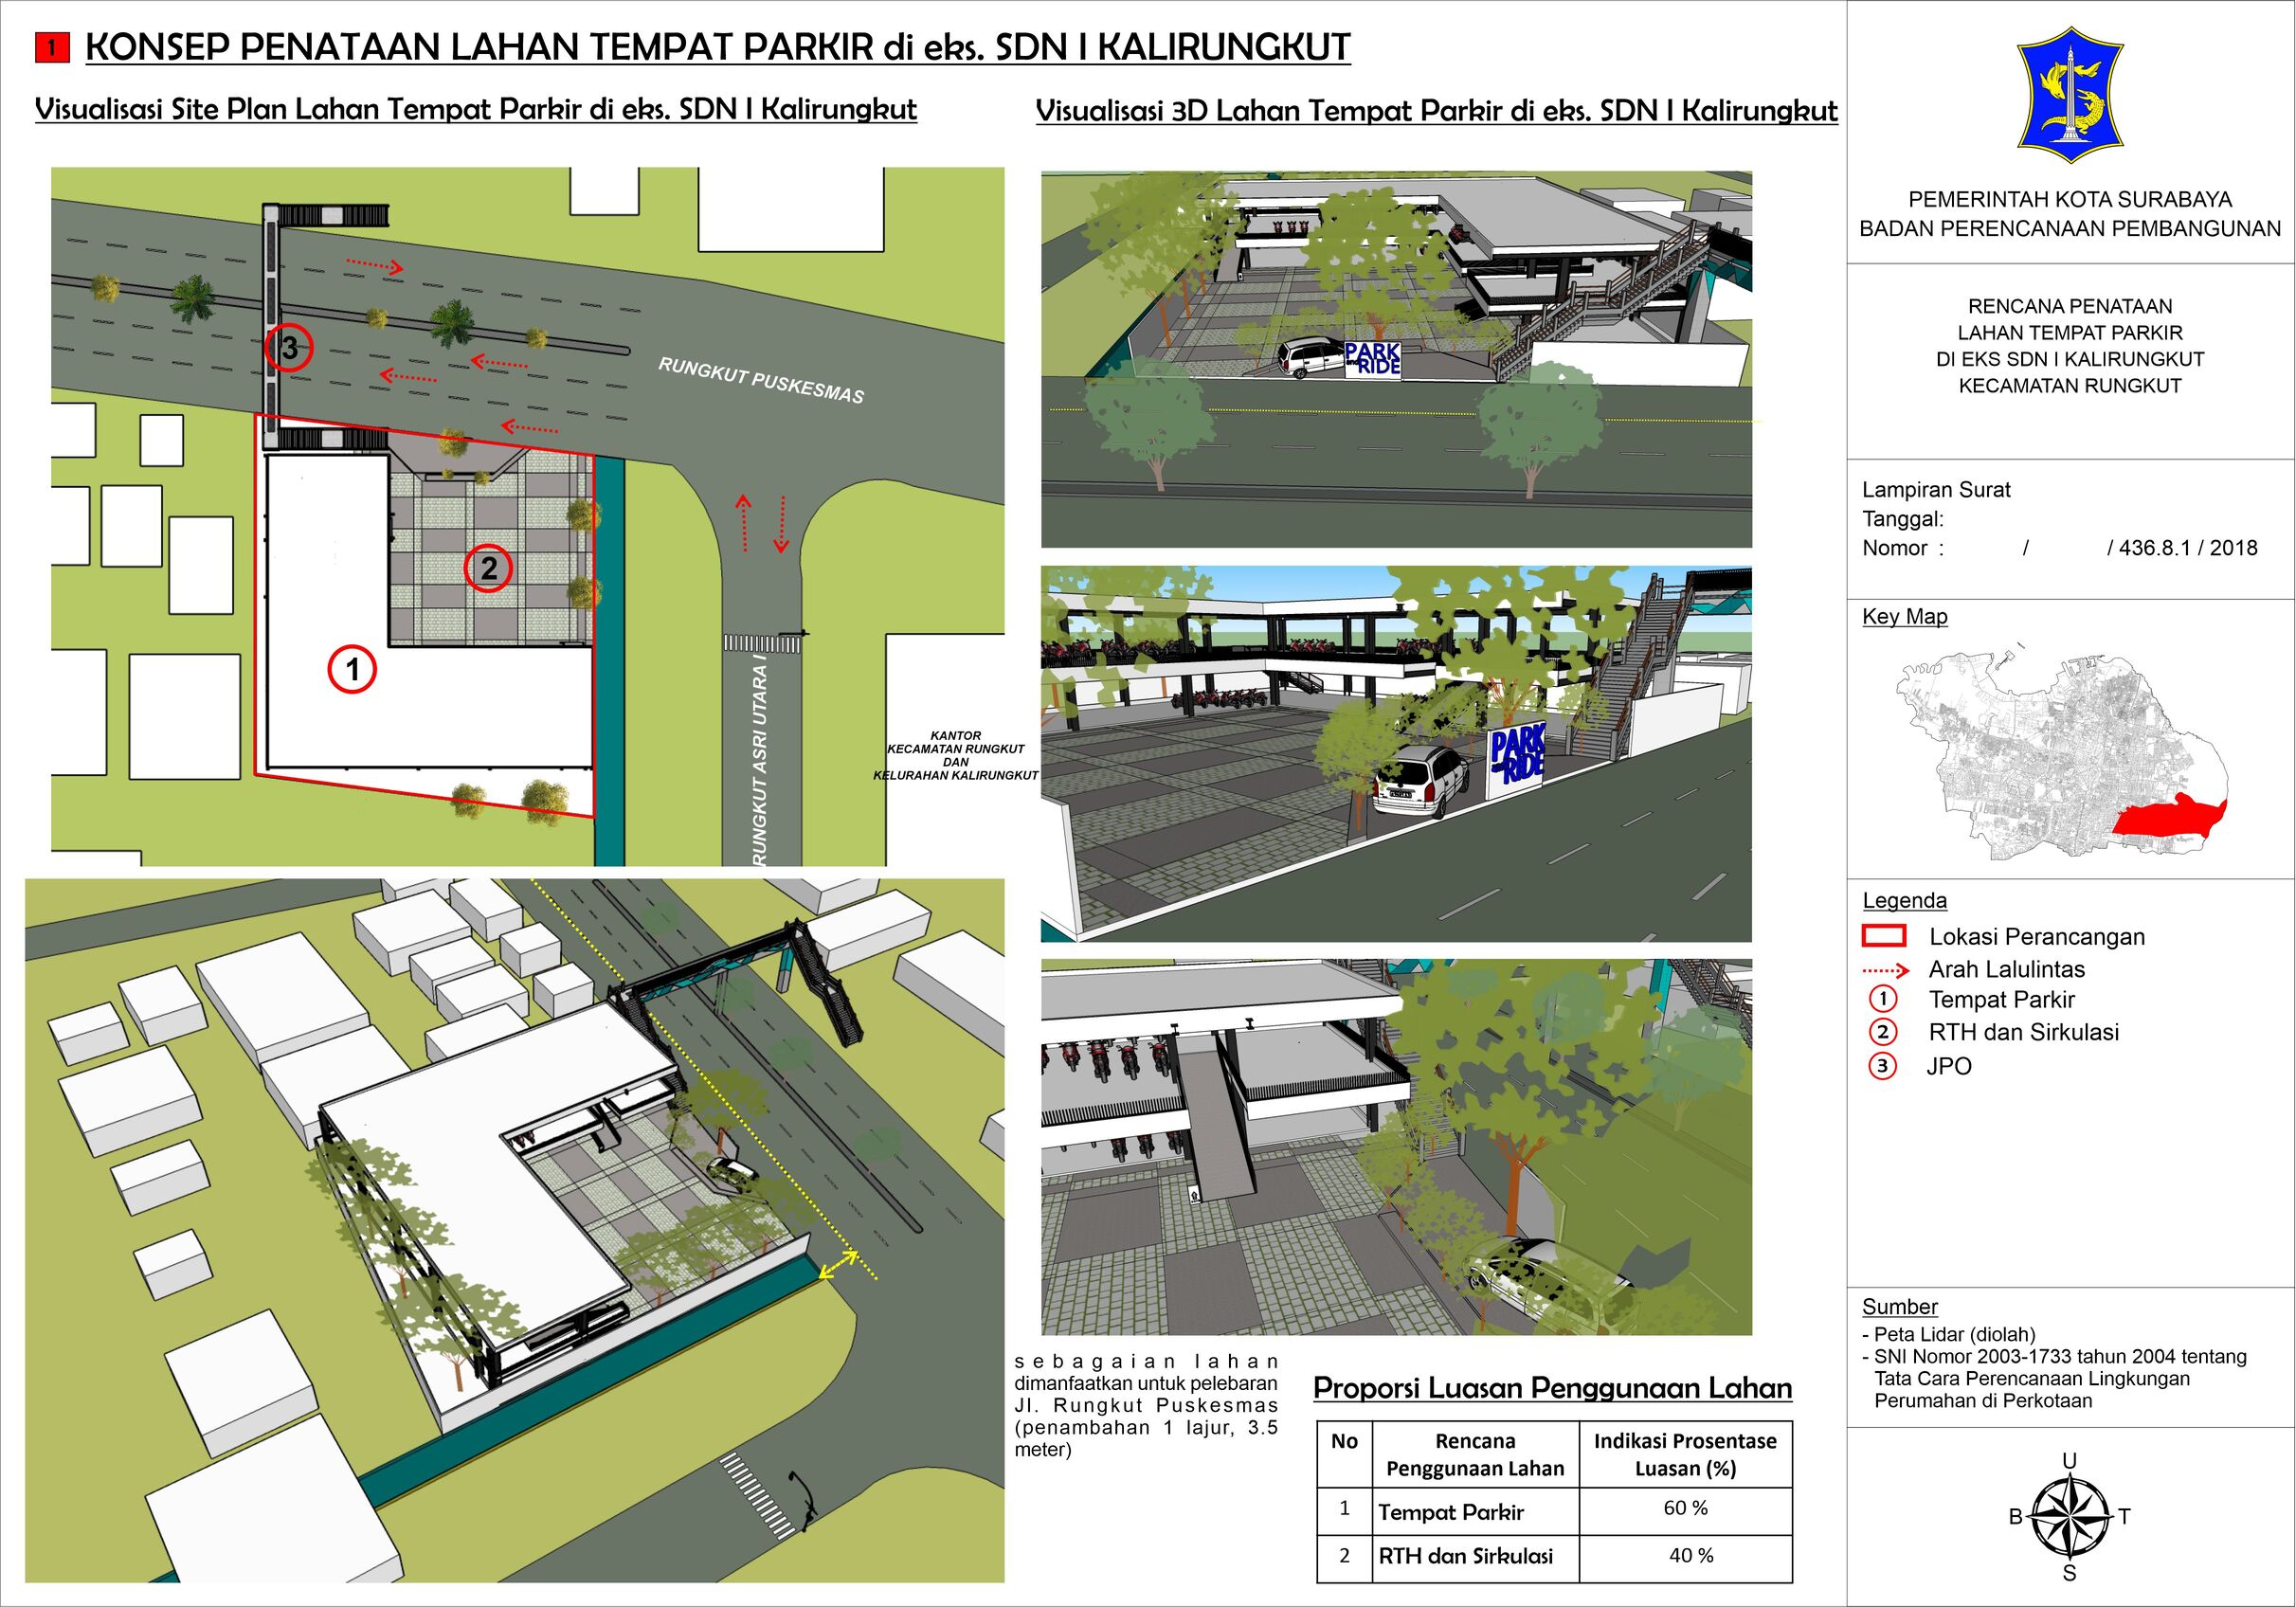 1 KONSEP PENATAAN LAHAN TEMPAT PARKIR di eks. SDN I KALIRUNGKUT
Visualisasi Site Plan Lahan Tempat Parkir di eks. SDN I Kalirungkut
RUNGKUT PUSKESMAS
3
2
1
RUNGKUT ASRI UTARA I
KANTOR
KECAMATAN RUNGKUT
DAN
KELURAHAN KALIRUNGKUT
Visualisasi 3D Lahan Tempat Parkir di eks. SDN I Kalirungkut
PARK
and RIDE
PARK
and RIDE
sebagaian lahan
dimanfaatkan untuk pelebaran
Jl. Rungkut Puskesmas
(penambahan 1 lajur, 3.5
meter)
Proporsi Luasan Penggunaan Lahan
No Rencana Penggunaan Lahan Indikasi Prosentase Luasan (%)
1 Tempat Parkir 60 %
2 RTH dan Sirkulasi 40 %
PEMERINTAH KOTA SURABAYA
BADAN PERENCANAAN PEMBANGUNAN
RENCANA PENATAAN
LAHAN TEMPAT PARKIR
DI EKS SDN I KALIRUNGKUT
KECAMATAN RUNGKUT
Lampiran Surat
Tanggal:
Nomor : / / 436.8.1 / 2018
Key Map
Legenda
Lokasi Perancangan
Arah Lalulintas
1 Tempat Parkir
2 RTH dan Sirkulasi
3 JPO
Sumber
- Peta Lidar (diolah)
- SNI Nomor 2003-1733 tahun 2004 tentang
Tata Cara Perencanaan Lingkungan
Perumahan di Perkotaan
U
B T
S